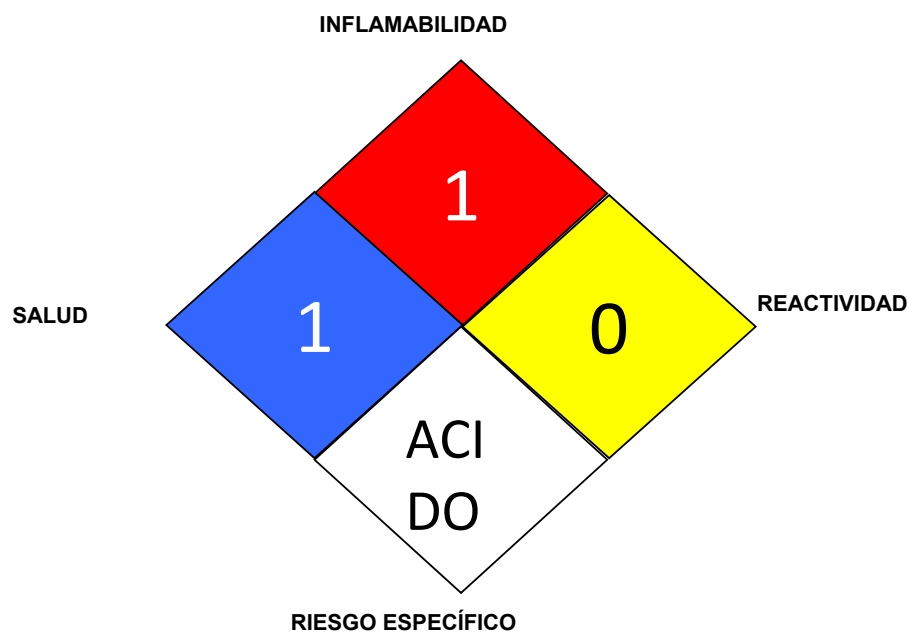 INFLAMABILIDAD
1
SALUD
1
0
REACTIVIDAD
ACI
DO
RIESGO ESPECÍFICO